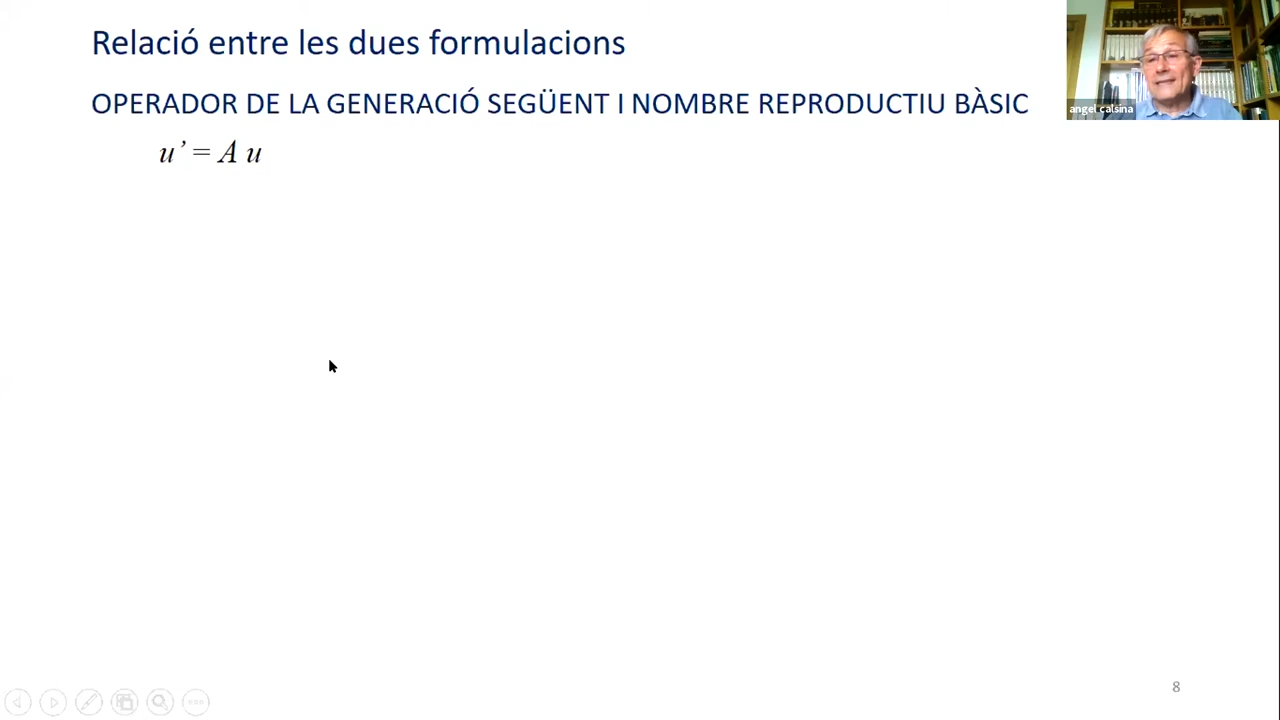 Relació entre les dues formulacions
OPERADOR DE LA GENERACIÓ SEGÜENT I NOMBRE REPRODUCTIU BÀSIC
angel calsina
u’ = A u
8